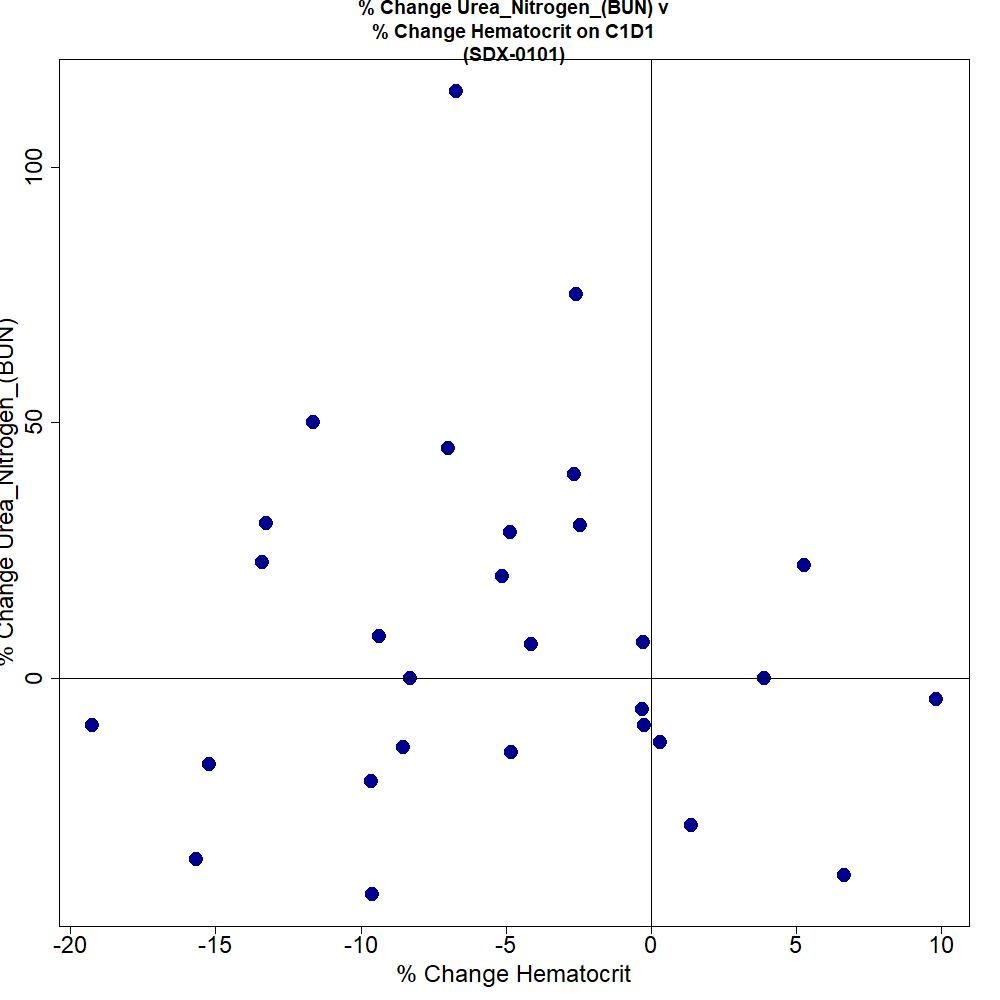 % Change Urea_Nitrogen_(BUN) v
% Change Hematocrit on C1D1
(SDX-0101)
% Change Urea_Nitrogen_(BUN)
100
50
0
-20
-15
-10
-5
0
5
10
% Change Hematocrit